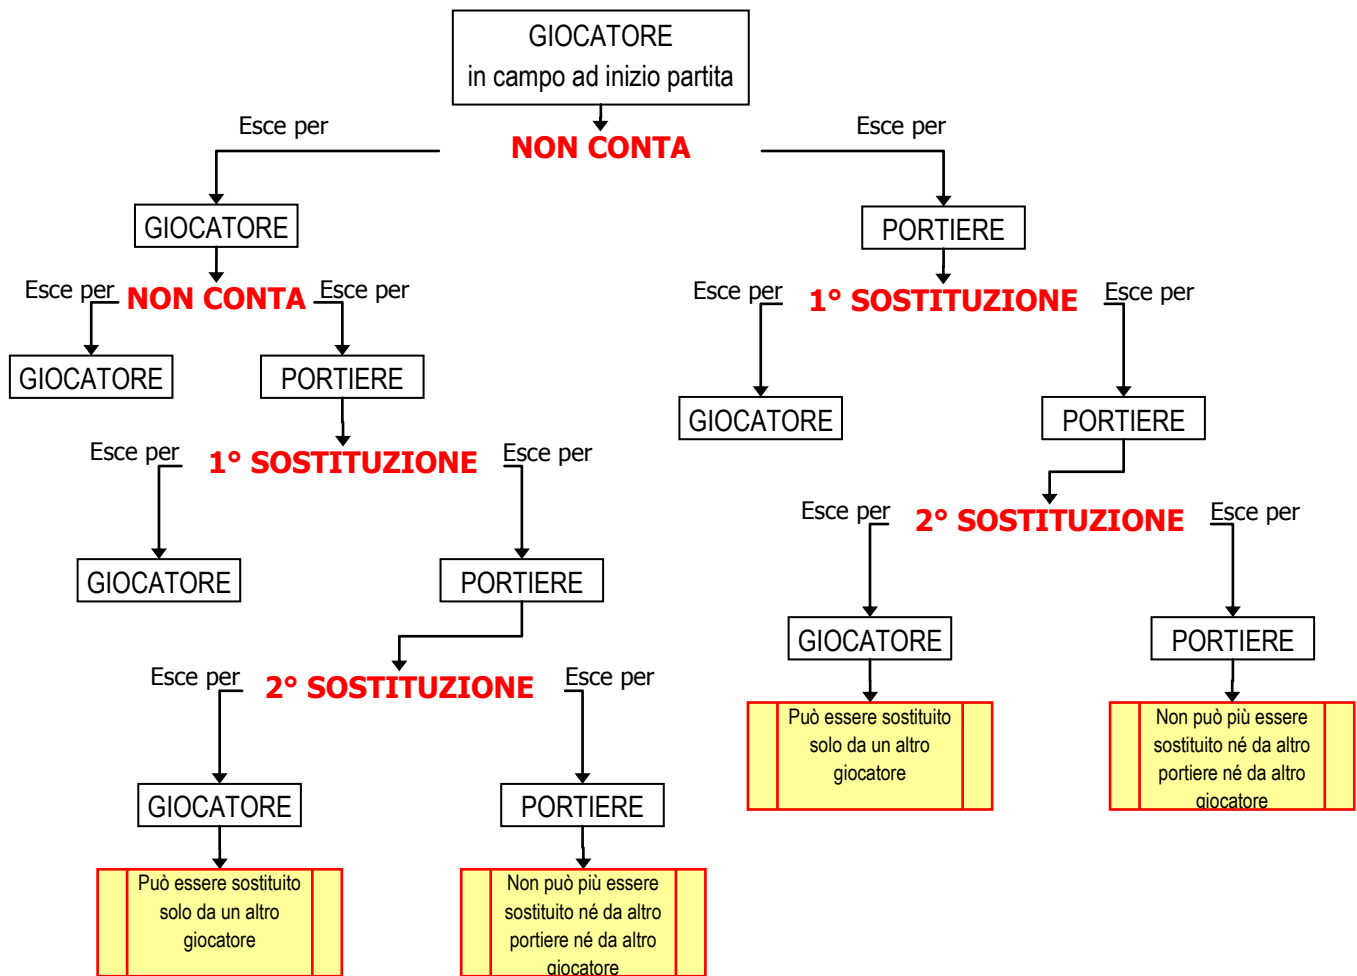 GIOCATORE
in campo ad inizio partita
Esce per
NON CONTA
Esce per
GIOCATORE
PORTIERE
Esce per
NON CONTA
Esce per
Esce per
1° SOSTITUZIONE
Esce per
GIOCATORE
PORTIERE
GIOCATORE
PORTIERE
Esce per
1° SOSTITUZIONE
Esce per
Esce per
2° SOSTITUZIONE
Esce per
GIOCATORE
PORTIERE
GIOCATORE
PORTIERE
Esce per
2° SOSTITUZIONE
Esce per
Può essere sostituito
solo da un altro
giocatore
Non può più essere
sostituito né da altro
portiere né da altro
giocatore
GIOCATORE
PORTIERE
Può essere sostituito
solo da un altro
giocatore
Non può più essere
sostituito né da altro
portiere né da altro
giocatore